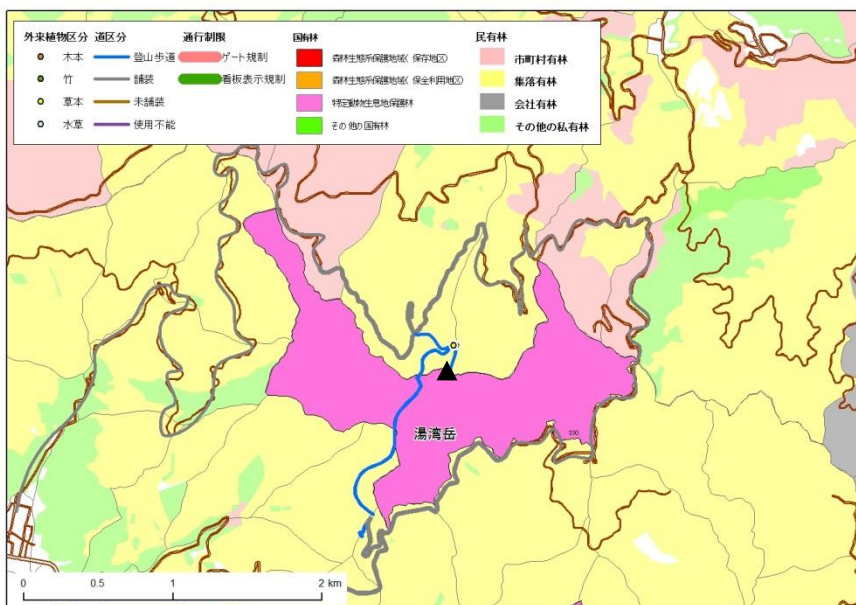 外来植物区分 道区分 通行制限 国有林 民有林
木本 登山歩道 ゲート規制 森林生態系保護地域(保存地区) 市町村有林
竹 舗装 看板表示規制 森林生態系保護地域(保全利用地区) 集落有林
草本 未舗装 特定動物生息地保護林 会社有林
水草 使用不能 その他の国有林 その他の私有林
湯湾岳
0 0.5 1 2 km